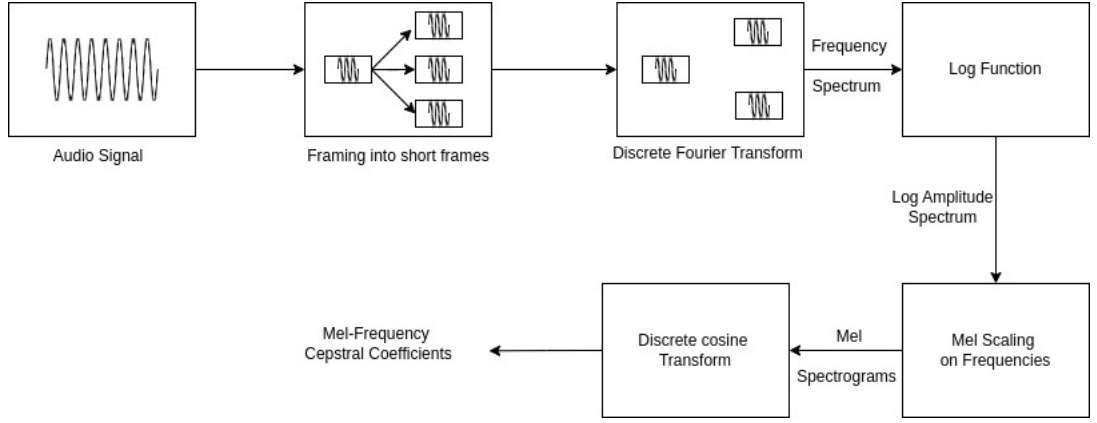 Audio Signal
Framing into short frames
Discrete Fourier Transform
Frequency
Spectrum
Log Function
Log Amplitude
Spectrum
Mel Scaling
on Frequencies
Mel
Spectrograms
Discrete cosine
Transform
Mel-Frequency
Cepstral Coefficients